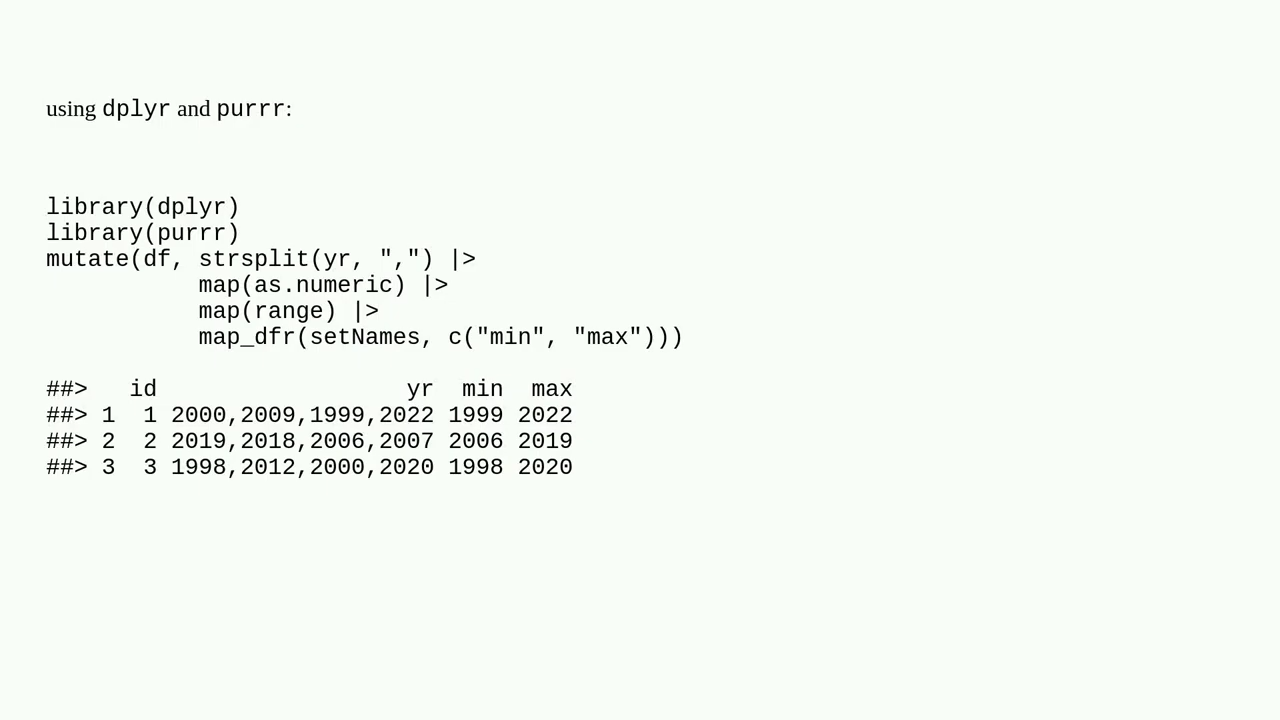 using dplyr and purrr:
library(dplyr)
library(purrr)
mutate(df, strsplit(yr, ",") |>
           map(as.numeric) |>
           map(range) |>
           map_dfr(setNames, c("min", "max")))
##>   id                  yr  min  max
##> 1  1 2000,2009,1999,2022 1999 2022
##> 2  2 2019,2018,2006,2007 2006 2019
##> 3  3 1998,2012,2000,2020 1998 2020